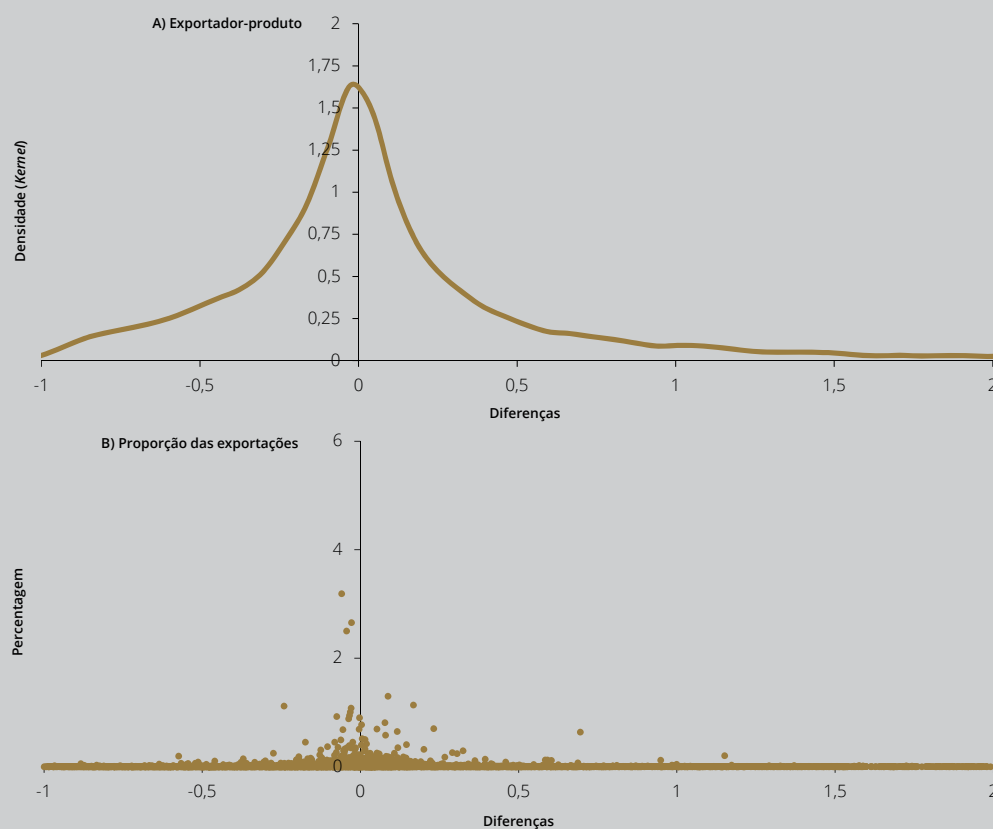 A) Exportador-produto
2
1,75
1,5
1,25
1
0,75
0,5
0,25
0
Densidade (Kernel)
-1 -0,5 0 0,5 1 1,5 2
Diferenças
B) Proporção das exportações
6
4
2
0
Percentagem
-1 -0,5 0 0,5 1 1,5 2
Diferenças